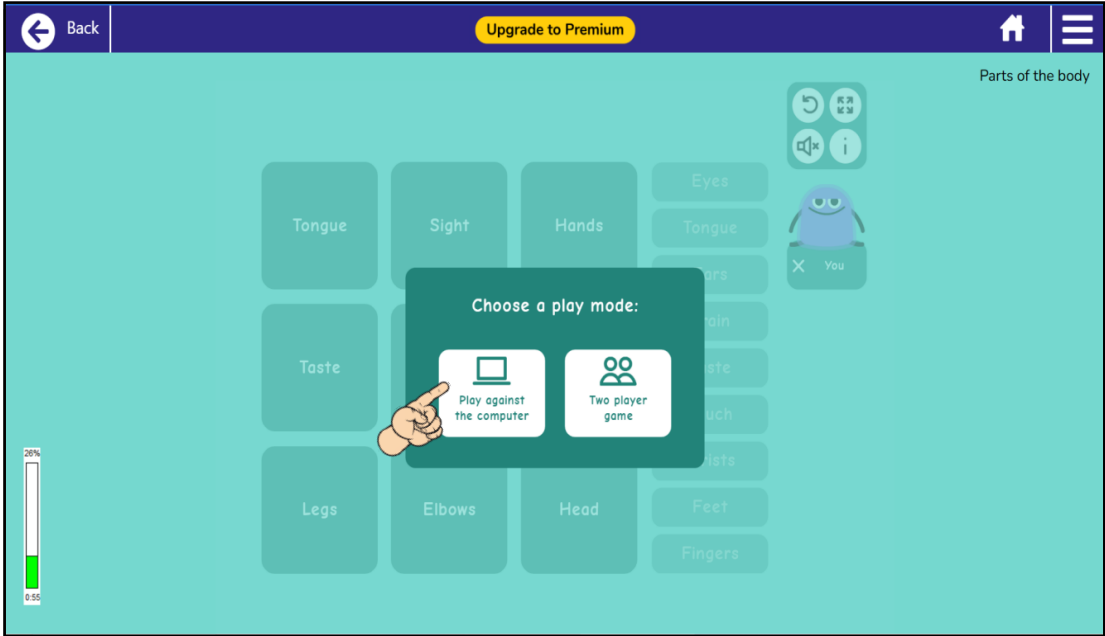 Back
Upgrade to Premium
Parts of the body
Tongue
Sight
Hands
Eyes
Tongue
You
Choose a play mode:
Play against
the computer
Two player
game
Taste
Legs
Elbows
Head
Feet
Fingers
26%
0:55